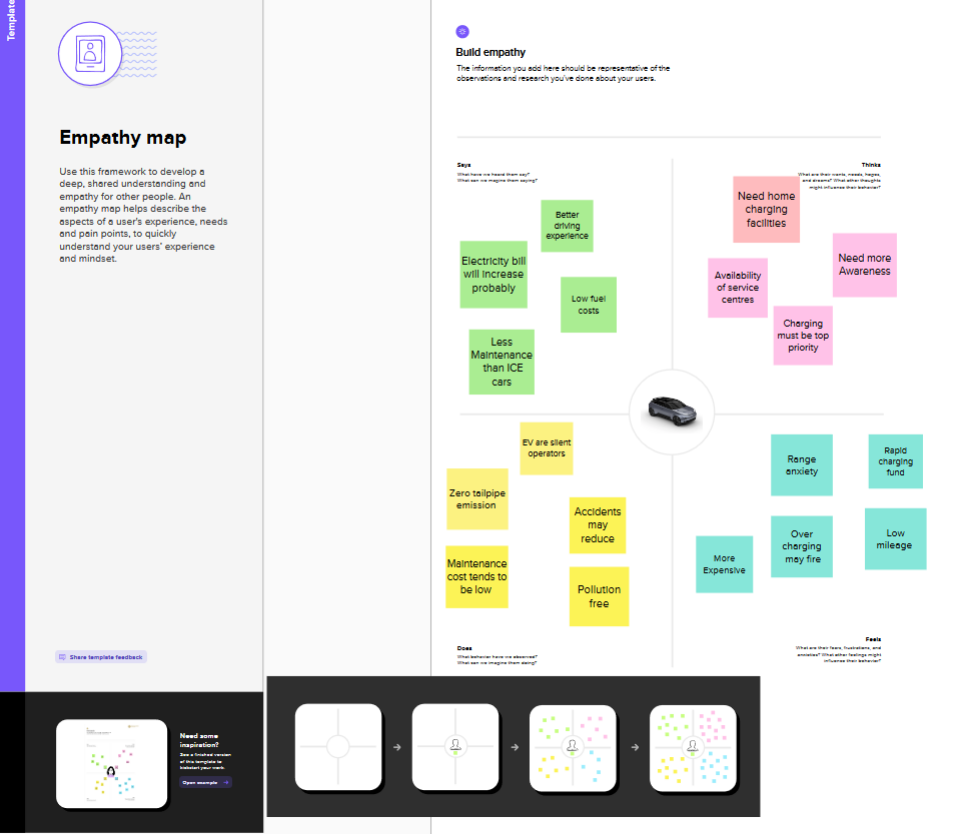 Template
Empathy map
Use this framework to develop a
deep, shared understanding and
empathy for other people. An
empathy map helps describe the
aspects of a user's experience, needs
and pain points, to quickly
understand your users' experience
and mindset.
Share template feedback
Need some
inspiration?
See a finished version
of this template to
kickstart your work.
Open example
Build empathy
The information you add here should be representative of the
observations and research you've done about your users.
Says
What have we heard them say?
What can we imagine them saying?
Better
driving
experience
Electricity bill
will increase
probably
Low fuel
costs
Less
Maintenance
than ICE
cars
Thinks
What are their wants, needs, hopes,
and dreams? What other thoughts
might influence their behavior?
Need home
charging
facilities
Need more
Awareness
Availability
of service
centres
Charging
must be top
priority
EV are silent
operators
Zero tailpipe
emission
Accidents
may
reduce
Maintenance
cost tends to
be low
Pollution
free
Does
What behavior have we observed?
What can we imagine them doing?
Range
anxiety
Rapid
charging
fund
Over
charging
may fire
Low
mileage
More
Expensive
Feels
What are their fears, frustrations, and
anxieties? What other feelings might
influence their behavior?